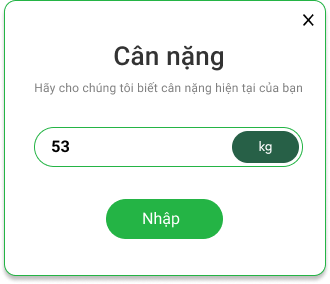 Cân nặng
Hãy cho chúng tôi biết cân nặng hiện tại của bạn
53 kg
Nhập